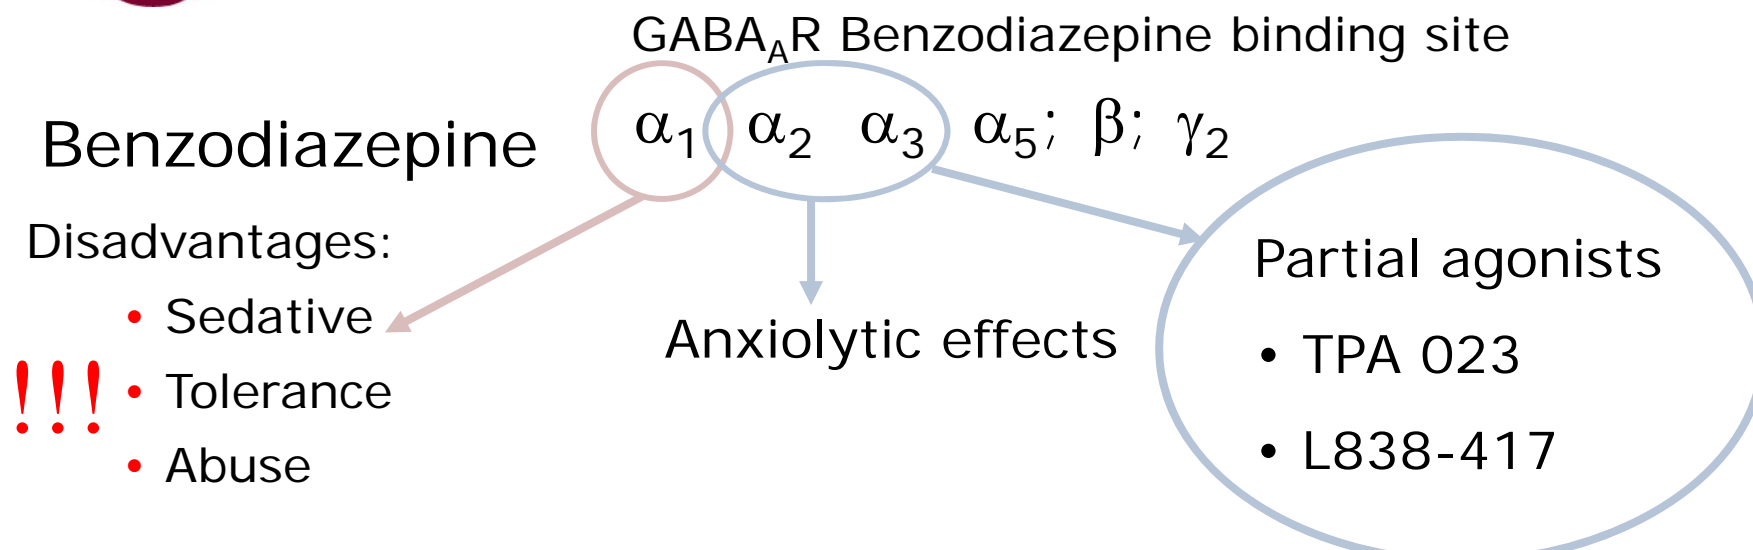 GABA_AR Benzodiazepine binding site
Benzodiazepine
α₁ α₂ α₃ α₅; β; γ₂
Disadvantages:
• Sedative
!!! • Tolerance
• Abuse
Anxiolytic effects
Partial agonists
• TPA 023
• L838-417